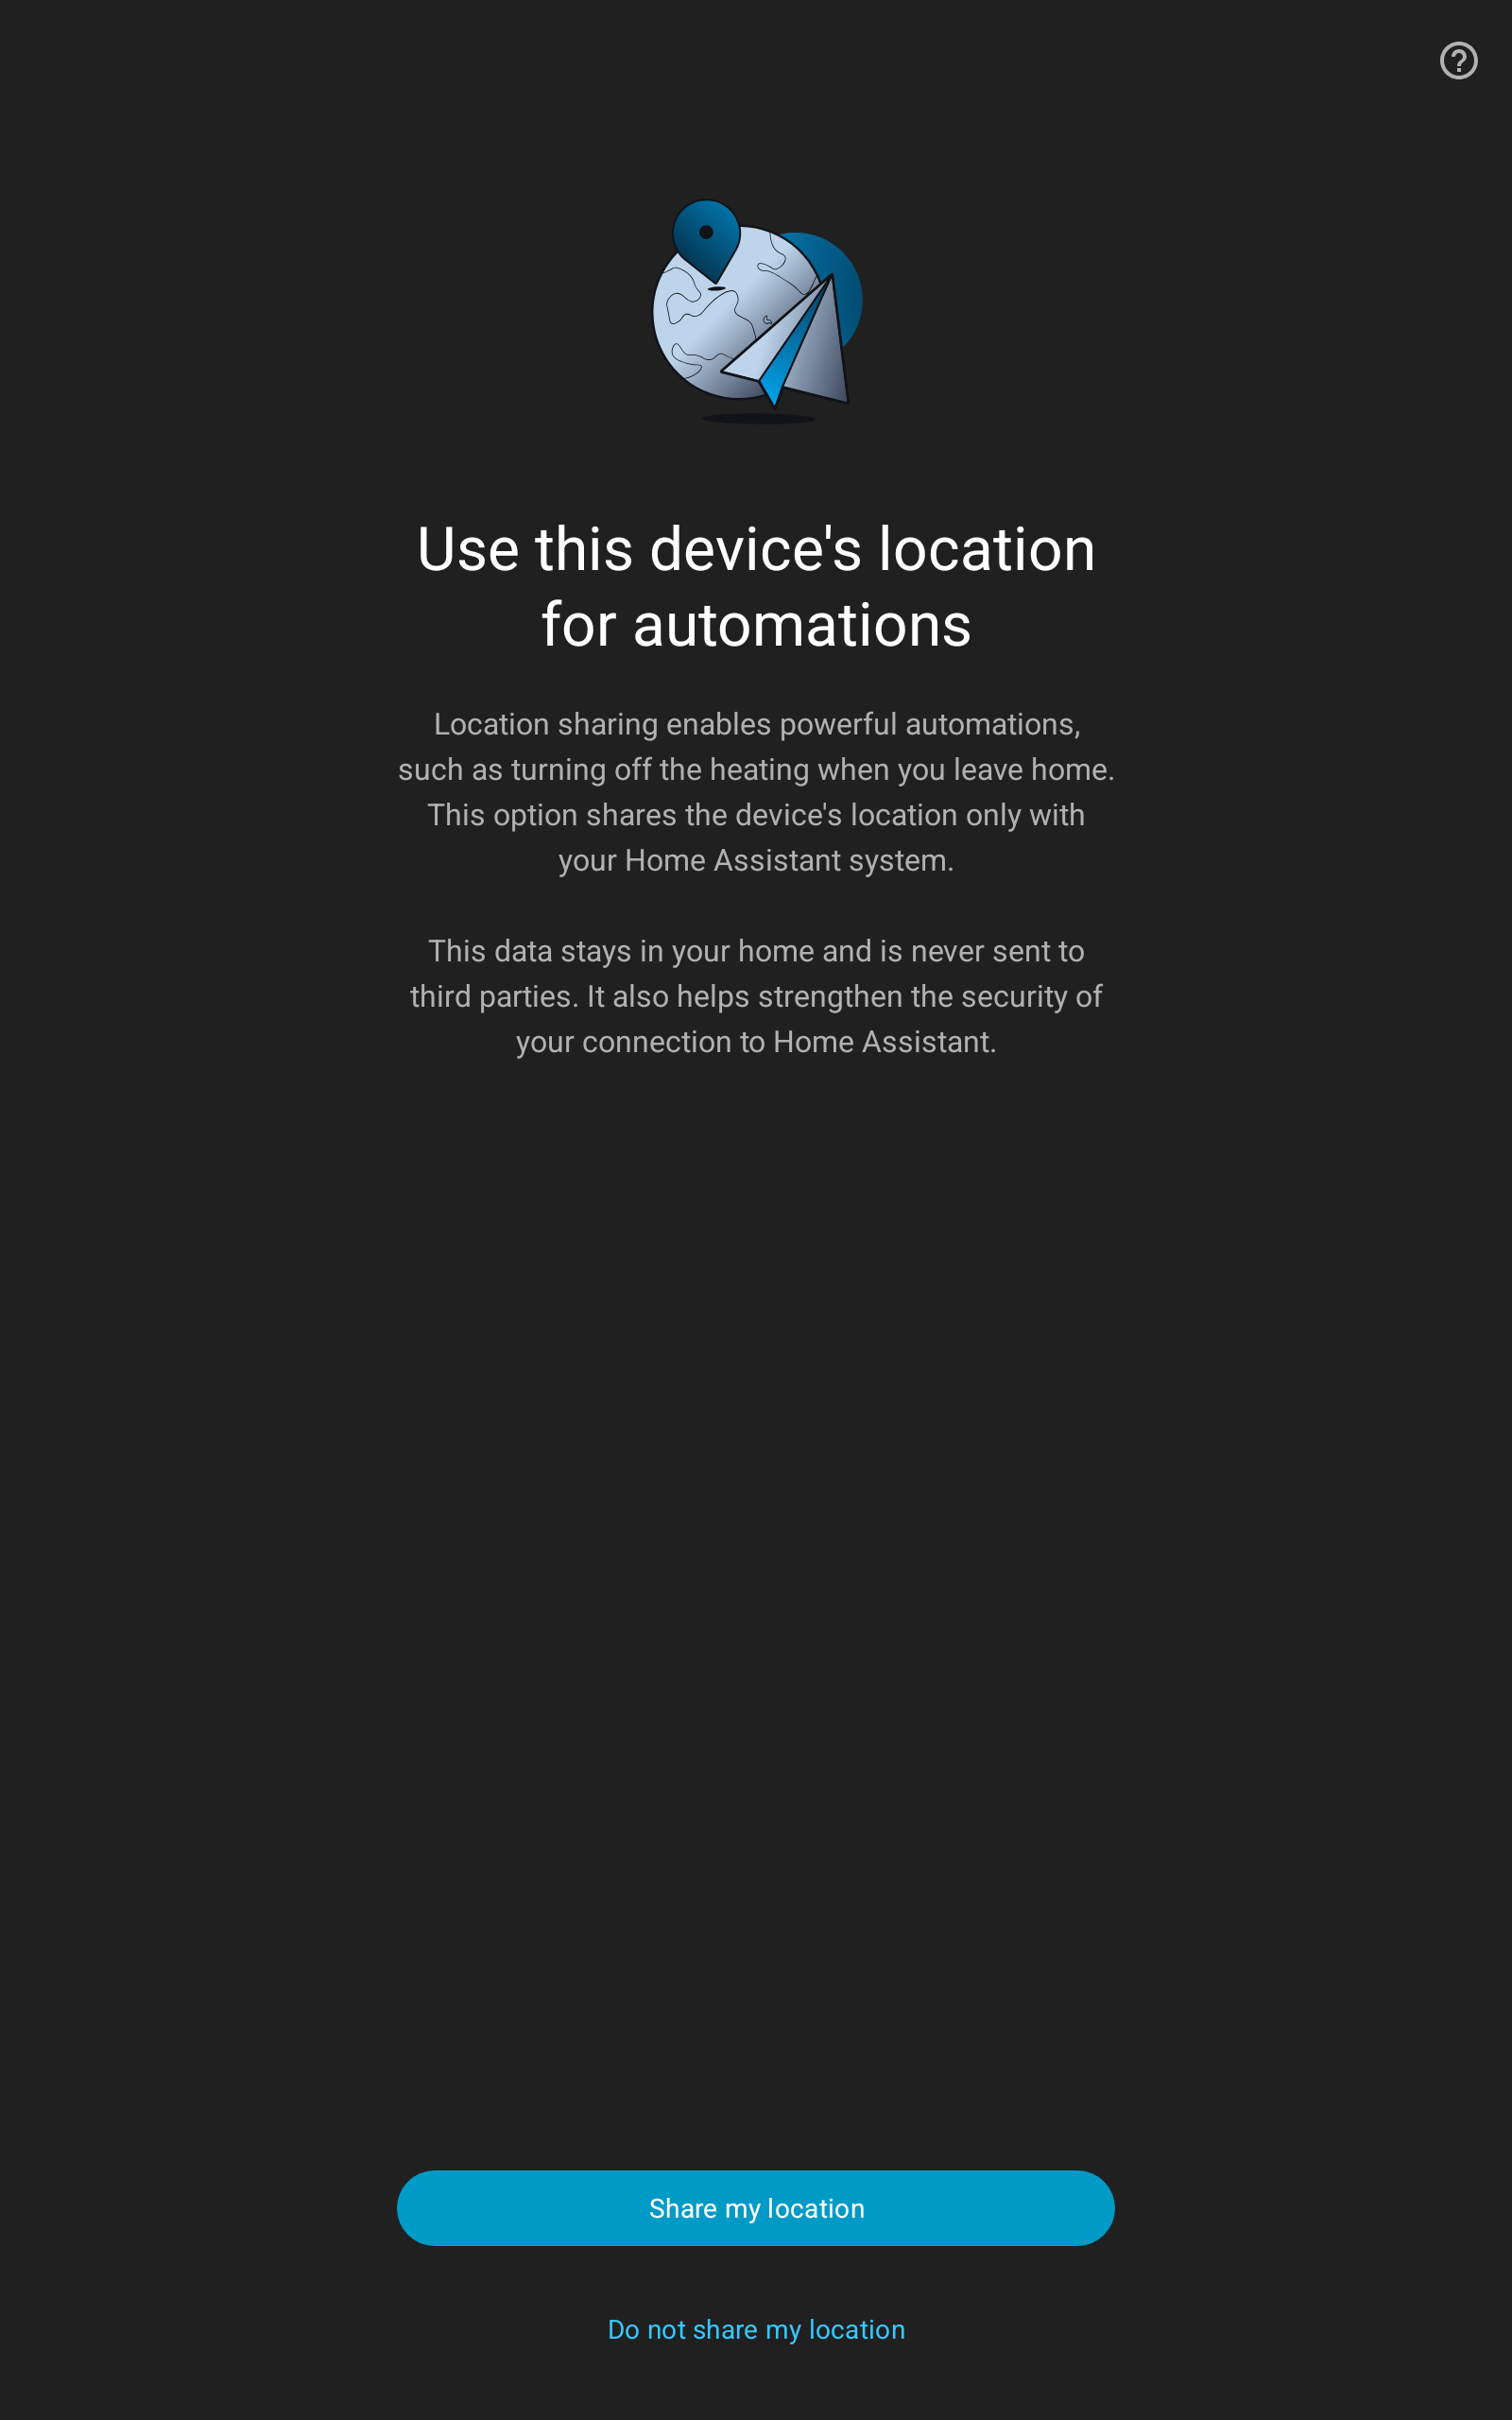 Use this device's location
for automations
Location sharing enables powerful automations,
such as turning off the heating when you leave home.
This option shares the device's location only with
your Home Assistant system.
This data stays in your home and is never sent to
third parties. It also helps strengthen the security of
your connection to Home Assistant.
Share my location
Do not share my location